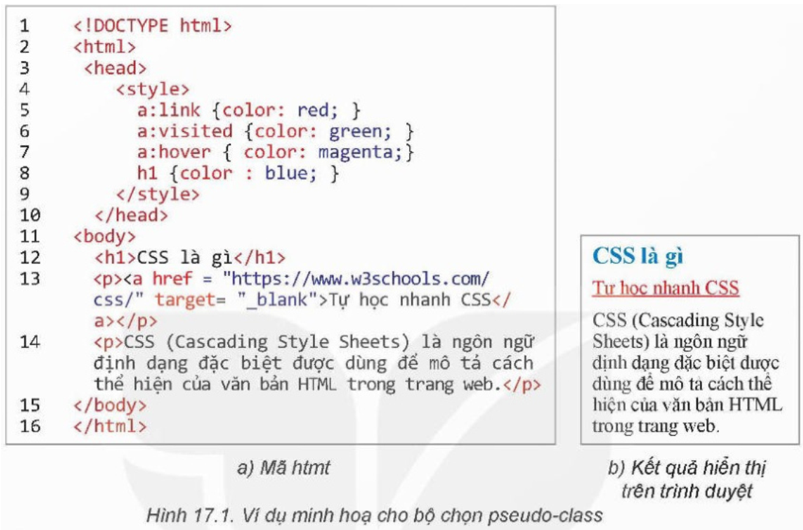 1 <!DOCTYPE html>
2 <html>
3 <head>
4 <style>
5 a:link {color: red; }
6 a:visited {color: green; }
7 a:hover { color: magenta;}
8 h1 {color : blue; }
9 </style>
10 </head>
11 <body>
12 <h1>CSS là gì</h1>
13 <p><a href = "https://www.w3schools.com/
css/" target= "_blank">Tự học nhanh CSS</
a></p>
14 <p>CSS (Cascading Style Sheets) là ngôn ngữ
định dạng đặc biệt được dùng để mô tả cách
thể hiện của văn bản HTML trong trang web.</p>
15 </body>
16 </html>
a) Mã htmt
CSS là gì
Tự học nhanh CSS
CSS (Cascading Style
Sheets) là ngôn ngữ
định dạng đặc biệt được
dùng để mô tả cách thể
hiện của văn bản HTML
trong trang web.
b) Kết quả hiển thị
trên trình duyệt
Hình 17.1. Ví dụ minh hoạ cho bộ chọn pseudo-class